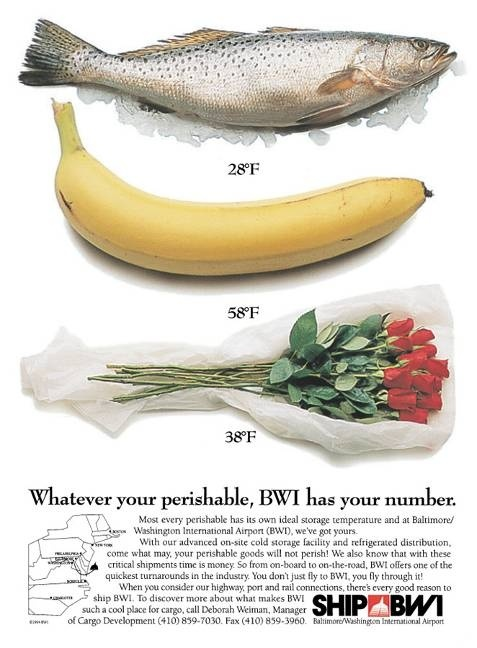 28°F
58°F
38°F
Whatever your perishable, BWI has your number.
Most every perishable has its own ideal storage temperature and at Baltimore/
Washington International Airport (BWI), we've got yours.
With our advanced on-site cold storage facility and refrigerated distribution,
come what may, your perishable goods will not perish! We also know that with these
critical shipments time is money. So from on-board to on-the-road, BWI offers one of the
quickest turnarounds in the industry. You don't just fly to BWI, you fly through it!
When you consider our highway, port and rail connections, there's every good reason to
ship BWI. To discover more about what makes BWI
such a cool place for cargo, call Deborah Weiman, Manager
of Cargo Development (410) 859-7030. Fax (410) 859-3960.
SHIP BWI
Baltimore/Washington International Airport
BOSTON
NEW YORK
PHILADELPHIA
BALTIMORE
WASHINGTON
NORFOLK
CHARLOTTE